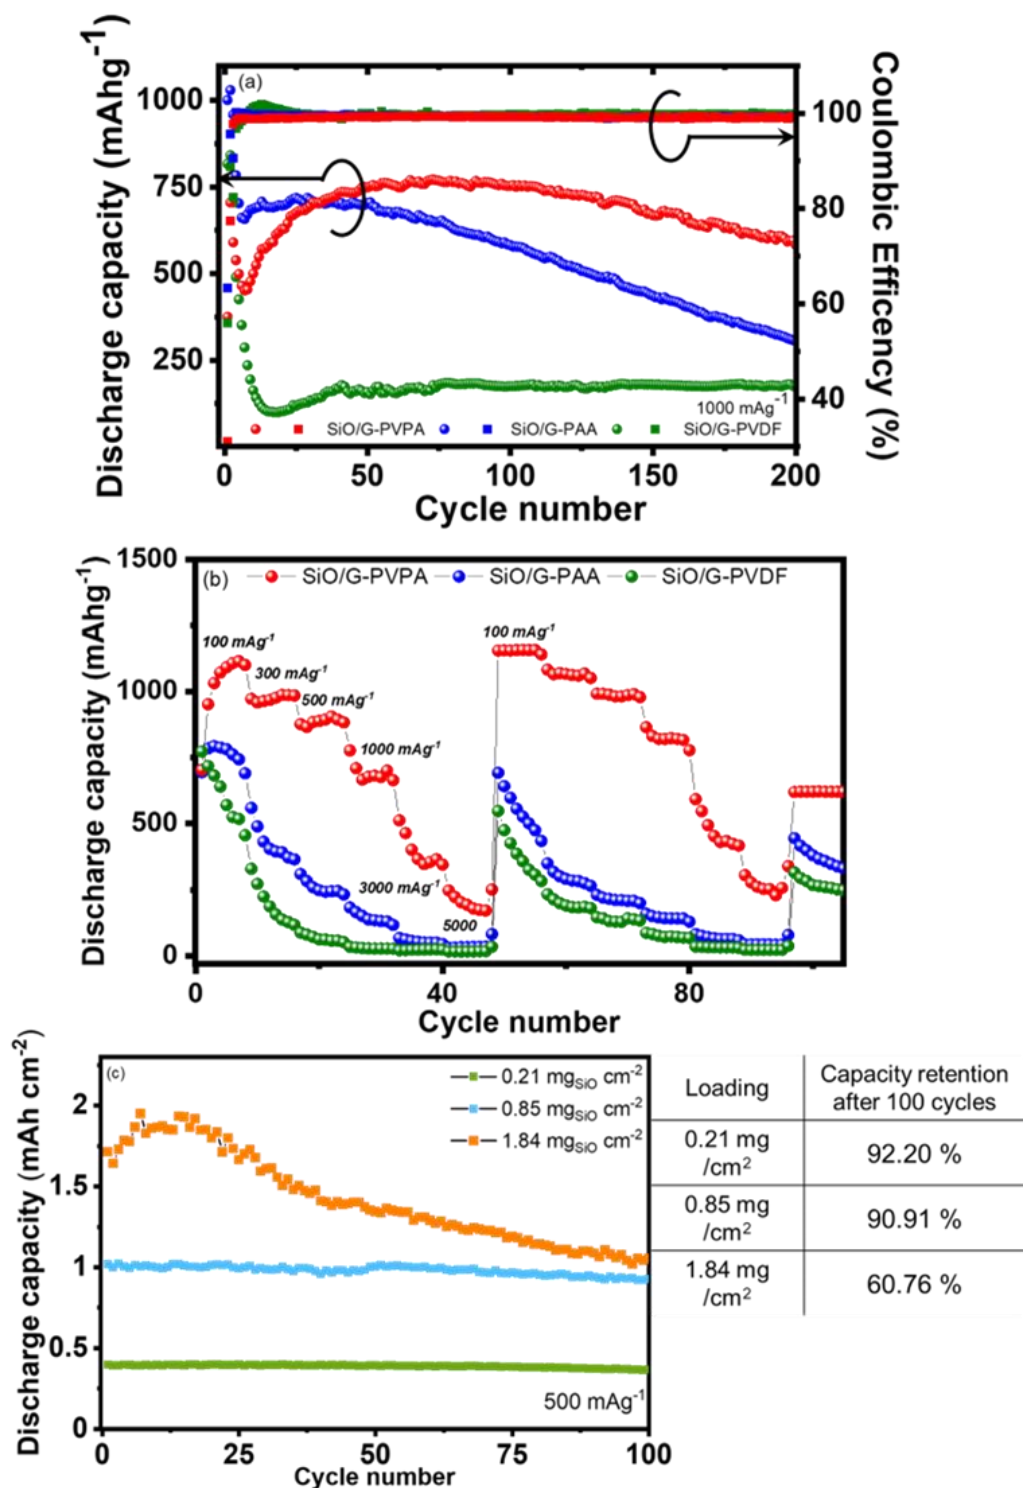 Discharge capacity (mAhg-1)
(a)
1000
750
500
250
100
80
60
40
Coulombic Efficency (%)
1000 mAg-1
SiO/G-PVPA SiO/G-PAA SiO/G-PVDF
0 50 100 150 200
Cycle number
Discharge capacity (mAhg-1)
1500
1000
500
0
(b) SiO/G-PVPA SiO/G-PAA SiO/G-PVDF
100 mAg-1
300 mAg-1
500 mAg-1
1000 mAg-1
3000 mAg-1
5000
100 mAg-1
0 40 80
Cycle number
Discharge capacity (mAh cm-2)
2
1.5
1
0.5
0
(c)
0.21 mgSiO cm-2
0.85 mgSiO cm-2
1.84 mgSiO cm-2
500 mAg-1
0 25 50 75 100
Cycle number
Loading
Capacity retention
after 100 cycles
0.21 mg
/cm2
92.20 %
0.85 mg
/cm2
90.91 %
1.84 mg
/cm2
60.76 %